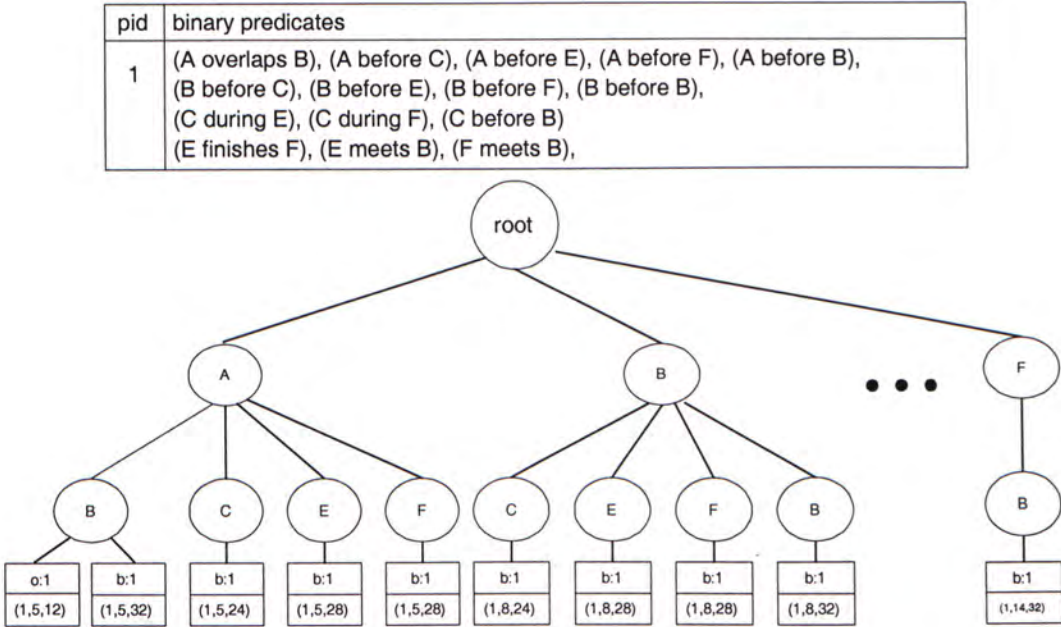 pid binary predicates
1
(A overlaps B), (A before C), (A before E), (A before F), (A before B),
(B before C), (B before E), (B before F), (B before B),
(C during E), (C during F), (C before B)
(E finishes F), (E meets B), (F meets B),
root
A B F
B C E F C E F B B
o:1 b:1 b:1 b:1 b:1 b:1 b:1 b:1 b:1 b:1
(1,5,12) (1,5,32) (1,5,24) (1,5,28) (1,5,28) (1,8,24) (1,8,28) (1,8,28) (1,8,32) (1,14,32)